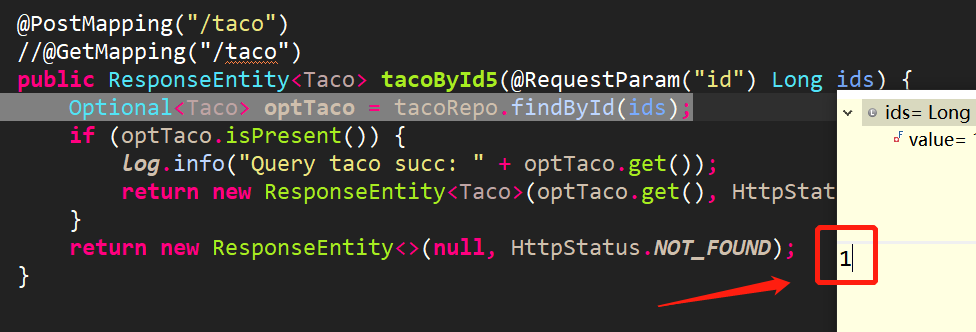 @PostMapping("/taco")
//@GetMapping("/taco")
public ResponseEntity<Taco> tacoById5(@RequestParam("id") Long ids) {
Optional<Taco> optTaco = tacoRepo.findById(ids);
ids= Long
if (optTaco.isPresent()) {
value=
log.info("Query taco succ: " + optTaco.get());
return new ResponseEntity<Taco>(optTaco.get(), HttpStat
}
return new ResponseEntity<>(null, HttpStatus.NOT_FOUND);
1
}